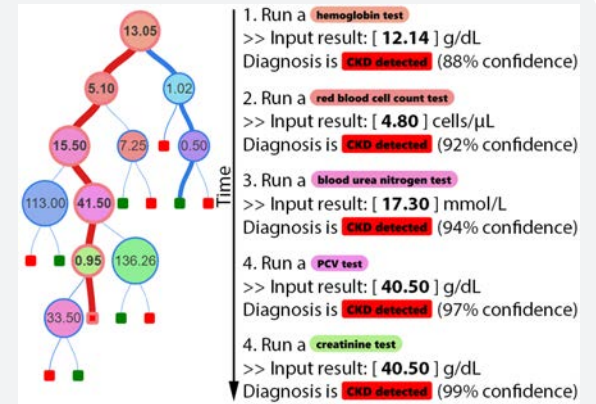 13.05
5.10
1.02
15.50
7.25
0.50
113.00
41.50
0.95
136.26
33.50
Time
1. Run a hemoglobin test
>> Input result: [ 12.14 ] g/dL
Diagnosis is CKD detected (88% confidence)
2. Run a red blood cell count test
>> Input result: [ 4.80 ] cells/µL
Diagnosis is CKD detected (92% confidence)
3. Run a blood urea nitrogen test
>> Input result: [ 17.30 ] mmol/L
Diagnosis is CKD detected (94% confidence)
4. Run a PCV test
>> Input result: [ 40.50 ] g/dL
Diagnosis is CKD detected (97% confidence)
4. Run a creatinine test
>> Input result: [ 40.50 ] g/dL
Diagnosis is CKD detected (99% confidence)